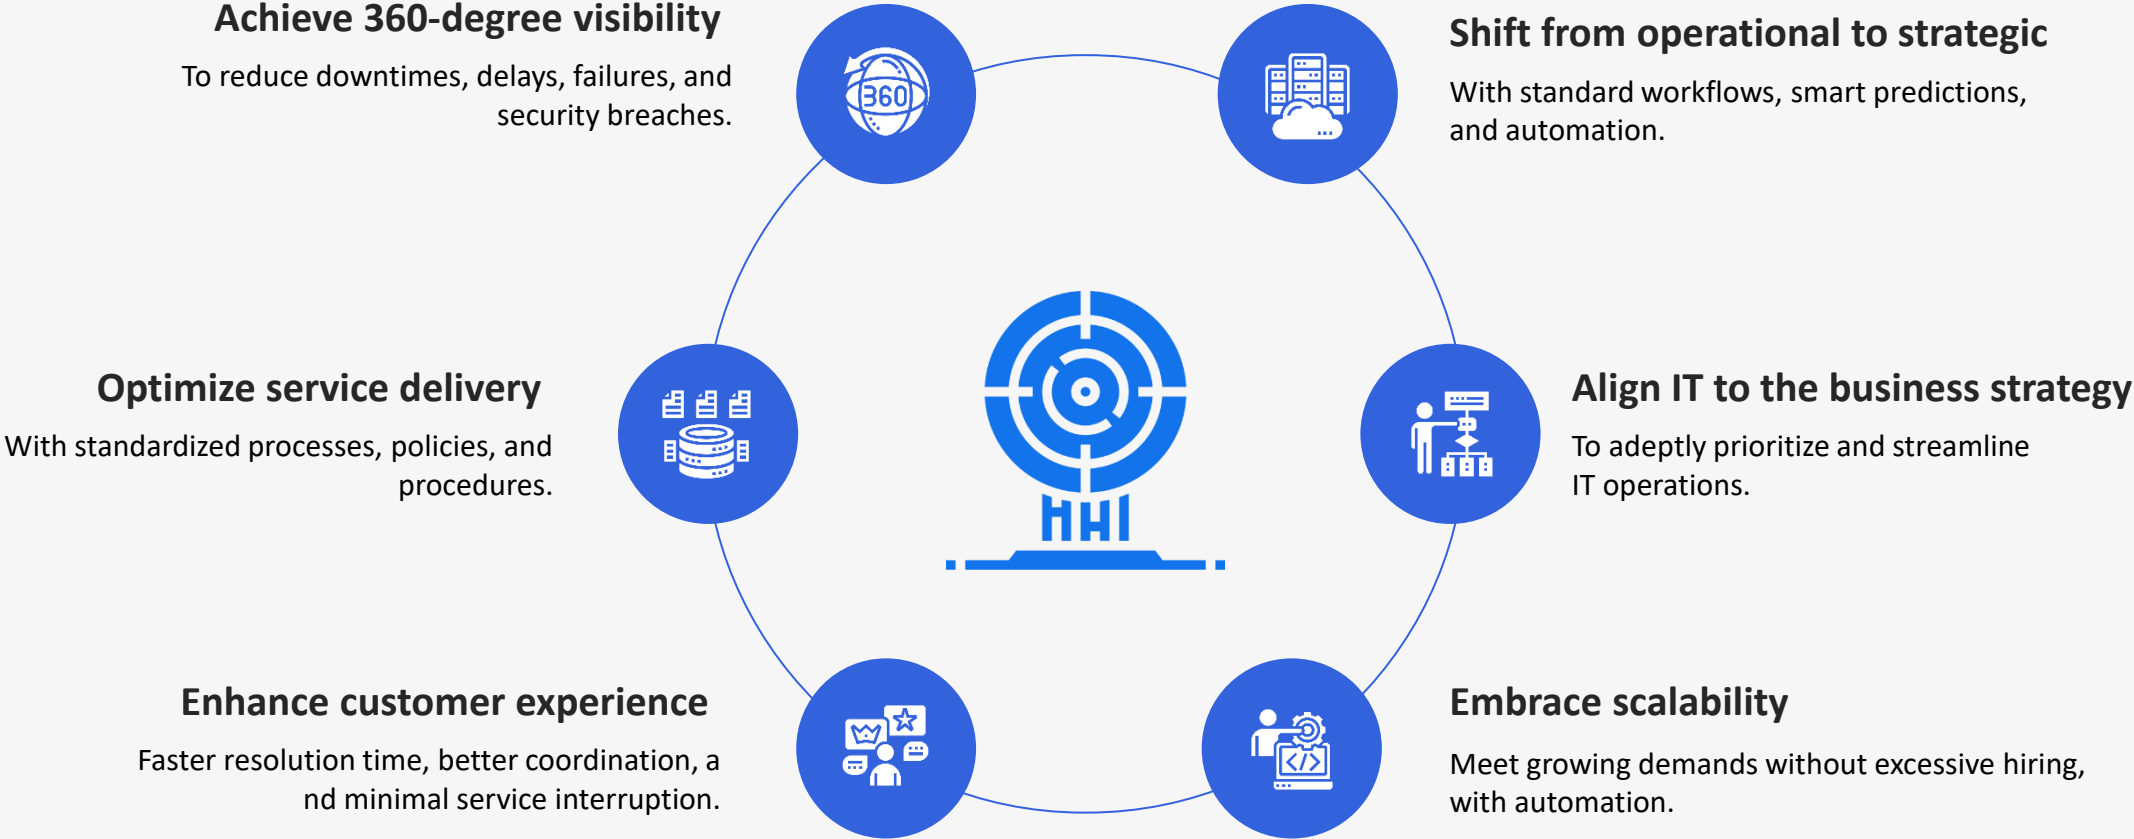 Achieve 360-degree visibility
To reduce downtimes, delays, failures, and
security breaches.
360
Shift from operational to strategic
With standard workflows, smart predictions,
and automation.
Optimize service delivery
With standardized processes, policies, and
procedures.
Align IT to the business strategy
To adeptly prioritize and streamline
IT operations.
Enhance customer experience
Faster resolution time, better coordination, a
nd minimal service interruption.
</>
Embrace scalability
Meet growing demands without excessive hiring,
with automation.